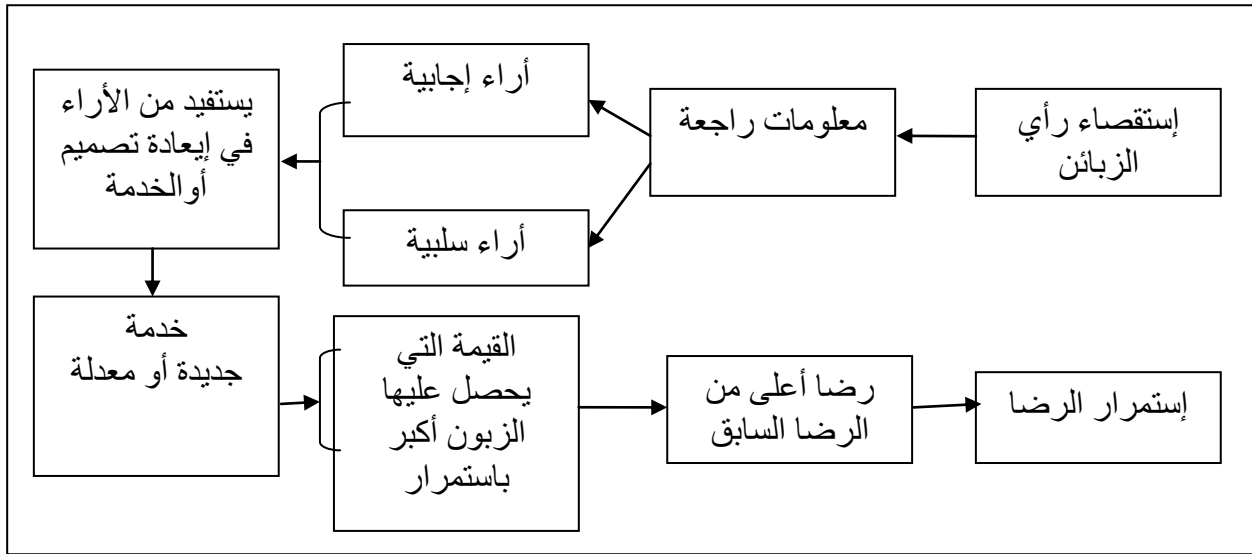 إستقصاء رأي
الزبائن
معلومات راجعة
أراء إجابية
أراء سلبية
يستفيد من الأراء
في إيعادة تصميم
أوالخدمة
خدمة
جديدة أو معدلة
القيمة التي
يحصل عليها
الزبون أكبر
باستمرار
رضا أعلى من
الرضا السابق
إستمرار الرضا